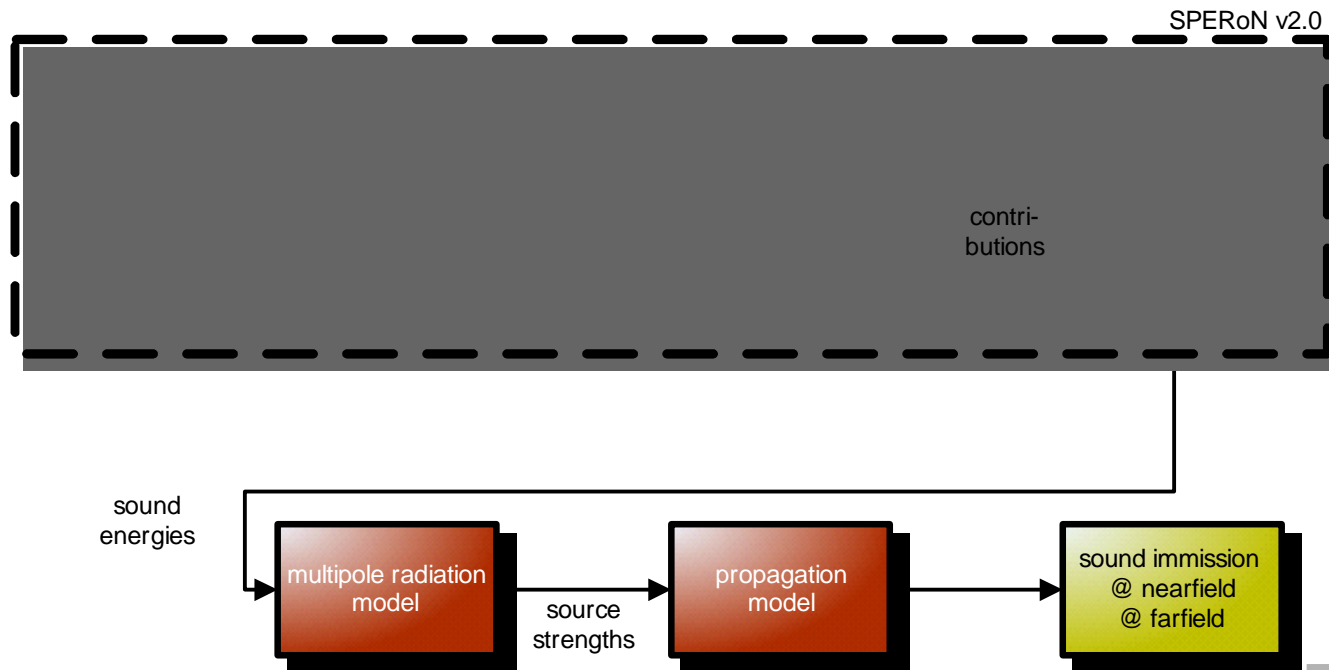 SPERoN v2.0
contri-
butions
sound
energies
multipole radiation
model
source
strengths
propagation
model
sound immission
@ nearfield
@ farfield